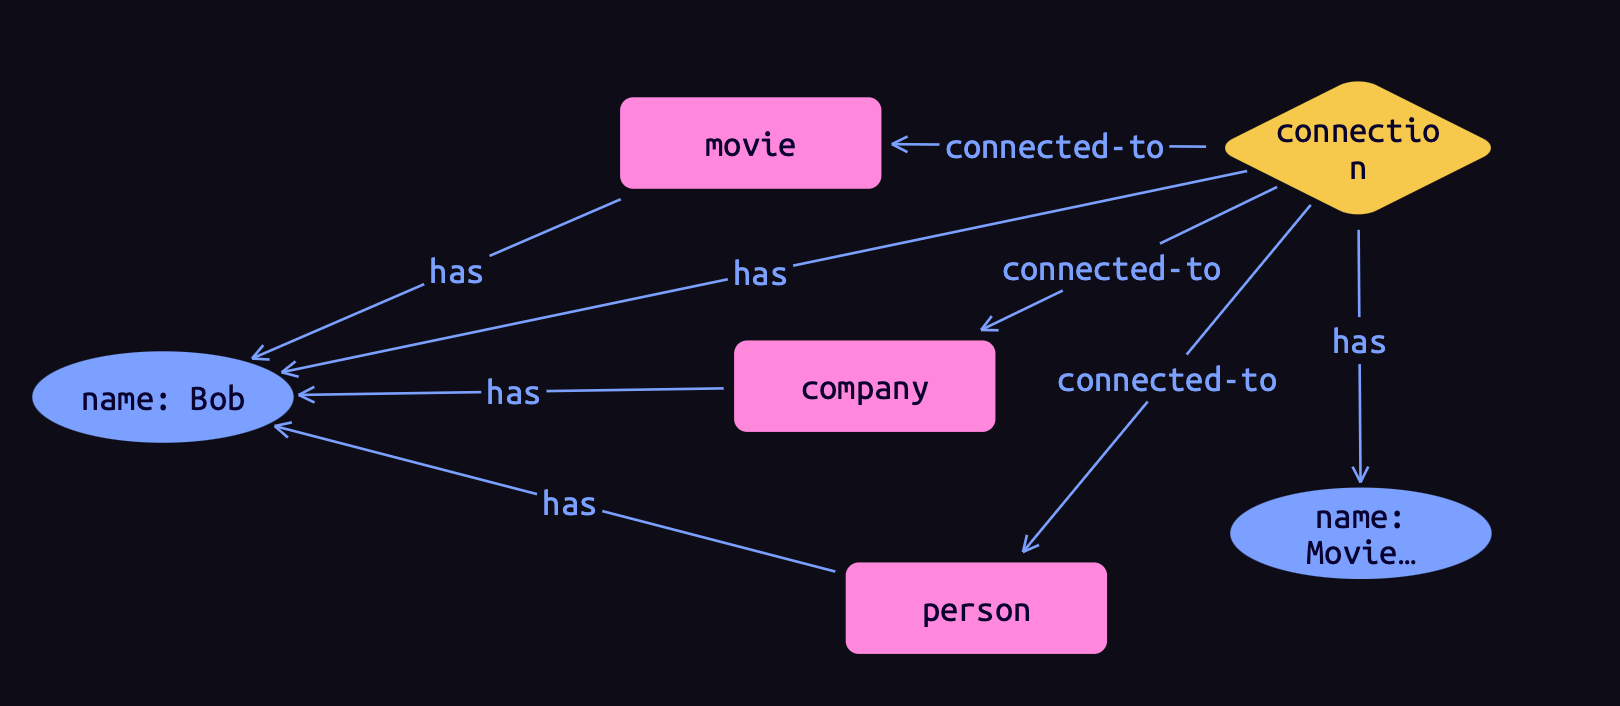 movie
connected-to
connectio
n
has
has
connected-to
has
name: Bob
has
company
connected-to
has
name:
Movie…
person